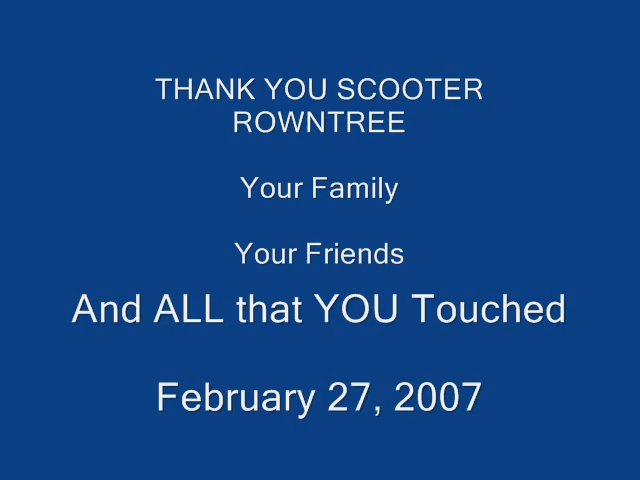 THANK YOU SCOOTER
ROWNTREE
Your Family
Your Friends
And ALL that YOU Touched
February 27, 2007